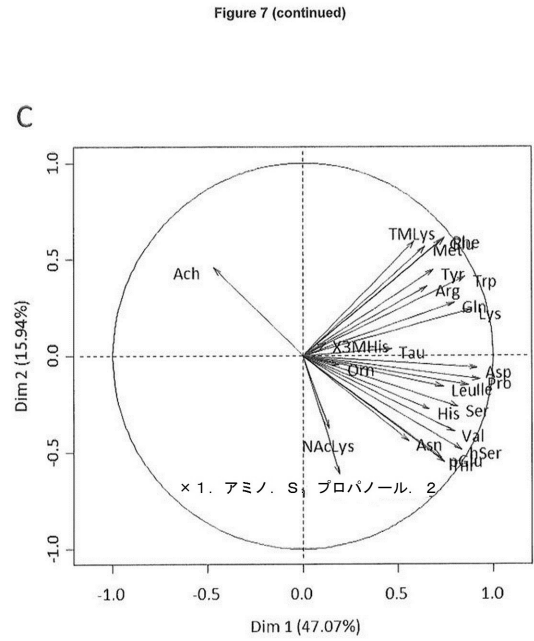 Figure 7 (continued)
C
1.0
0.5
0.0
-0.5
-1.0
Dim 2 (15.94%)
TMLys
Met
Ach
Tyr
Trp
Arg
Gln
Lys
X3MHis
Tau
Orn
Asp
Pro
LeuIle
His
Ser
Val
Asn
hSer
NAcLys
×１．アミノ．Ｓ，プロパノール．２
-1.0
-0.5
0.0
0.5
1.0
Dim 1 (47.07%)